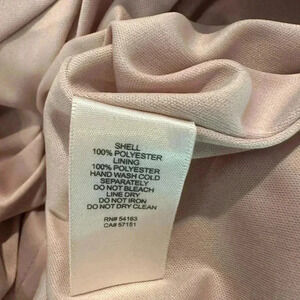 SHELL
100% POLYESTER
LINING
100% POLYESTER
HAND WASH COLD
SEPARATELY
DO NOT BLEACH
LINE DRY
DO NOT IRON
DO NOT DRY CLEAN
RN# 54163
CA# 57151